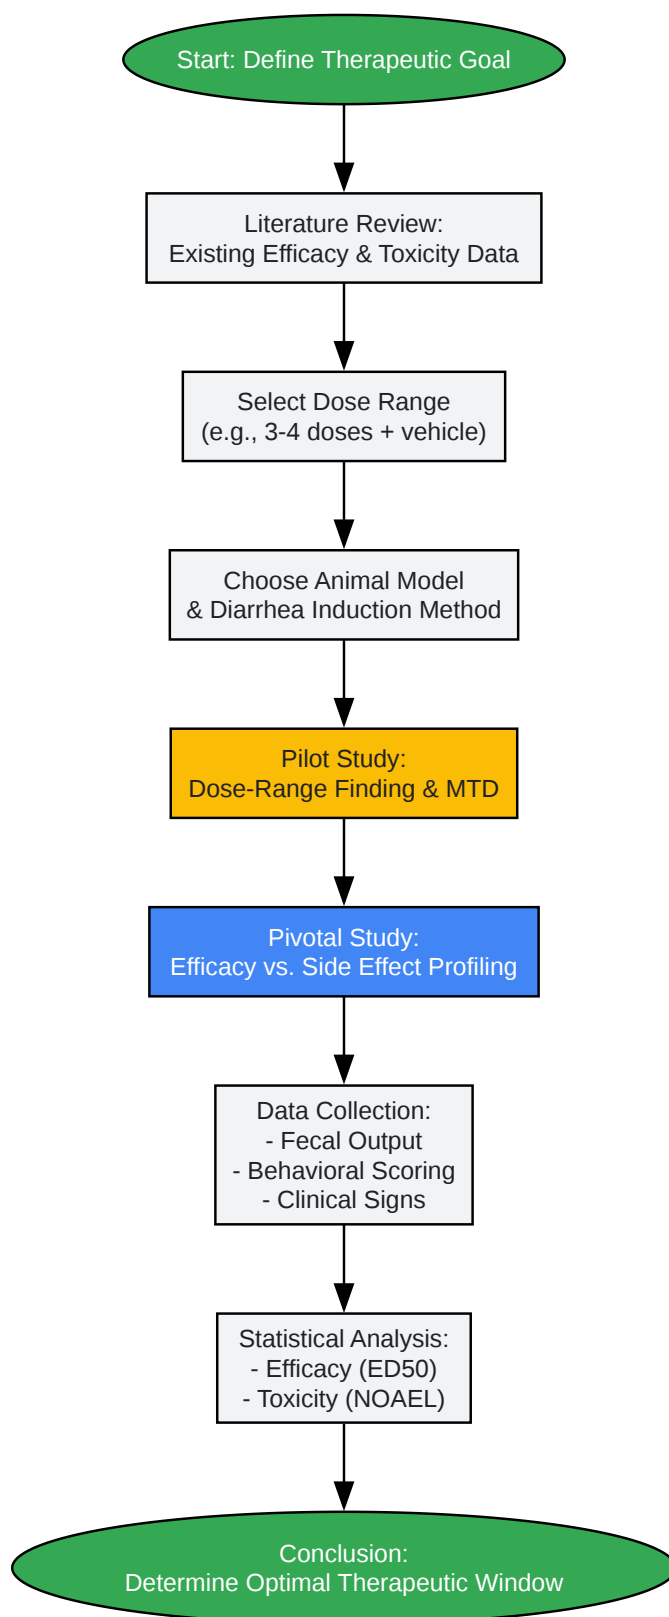 Start: Define Therapeutic Goal
Literature Review:
Existing Efficacy & Toxicity Data
Select Dose Range
(e.g., 3-4 doses + vehicle)
Choose Animal Model
& Diarrhea Induction Method
Pilot Study:
Dose-Range Finding & MTD
Pivotal Study:
Efficacy vs. Side Effect Profiling
Data Collection:
- Fecal Output
- Behavioral Scoring
- Clinical Signs
Statistical Analysis:
- Efficacy (ED50)
- Toxicity (NOAEL)
Conclusion:
Determine Optimal Therapeutic Window